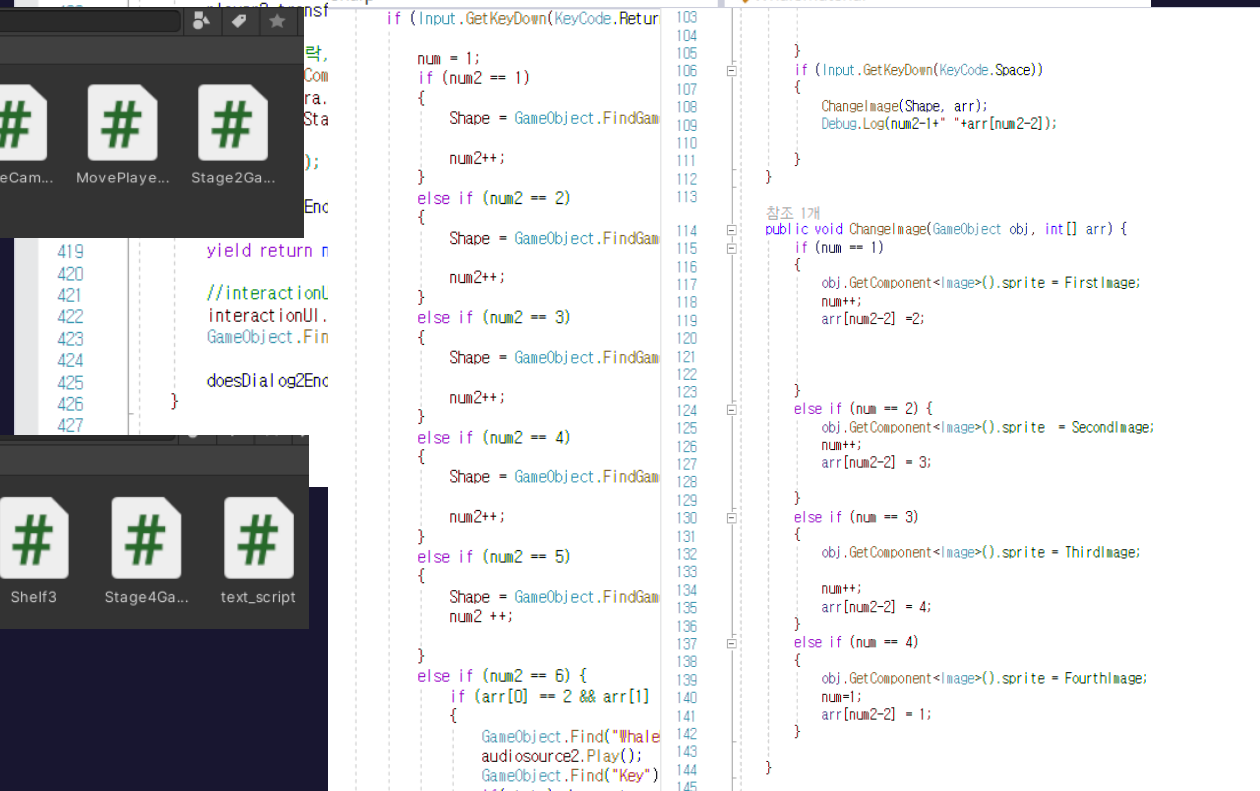 eCam...
MovePlaye...
Stage2Ga...
419
yield return n
420
421
//interactionU
422
interactionUI.
423
GameObject.Fin
424
425
doesDialog2End
426
}
427
Shelf3
Stage4Ga...
text_script
if (Input.GetKeyDown(KeyCode.Retur
num = 1;
if (num2 == 1)
{
Shape = GameObject.FindGam
num2++;
}
else if (num2 == 2)
{
Shape = GameObject.FindGam
num2++;
}
else if (num2 == 3)
{
Shape = GameObject.FindGam
num2++;
}
else if (num2 == 4)
{
Shape = GameObject.FindGam
num2++;
}
else if (num2 == 5)
{
Shape = GameObject.FindGam
num2 ++;
}
else if (num2 == 6) {
if (arr[0] == 2 && arr[1]
{
GameObject.Find("Whale
audiosource2.Play();
GameObject.Find("Key")
103
104
105 }
106 if (Input.GetKeyDown(KeyCode.Space))
107 {
108 ChangeImage(Shape, arr);
109 Debug.Log(num2-1+" "+arr[num2-2]);
110
111 }
112 }
113
참조 1개
114 public void ChangeImage(GameObject obj, int[] arr) {
115 if (num == 1)
116 {
117 obj.GetComponent<Image>().sprite = FirstImage;
118 num++;
119 arr[num2-2] =2;
120
121
122
123 }
124 else if (num == 2) {
125 obj.GetComponent<Image>().sprite = SecondImage;
126 num++;
127 arr[num2-2] = 3;
128
129 }
130 else if (num == 3)
131 {
132 obj.GetComponent<Image>().sprite = ThirdImage;
133
134 num++;
135 arr[num2-2] = 4;
136 }
137 else if (num == 4)
138 {
139 obj.GetComponent<Image>().sprite = FourthImage;
140 num=1;
141 arr[num2-2] = 1;
142 }
143
144 }
145